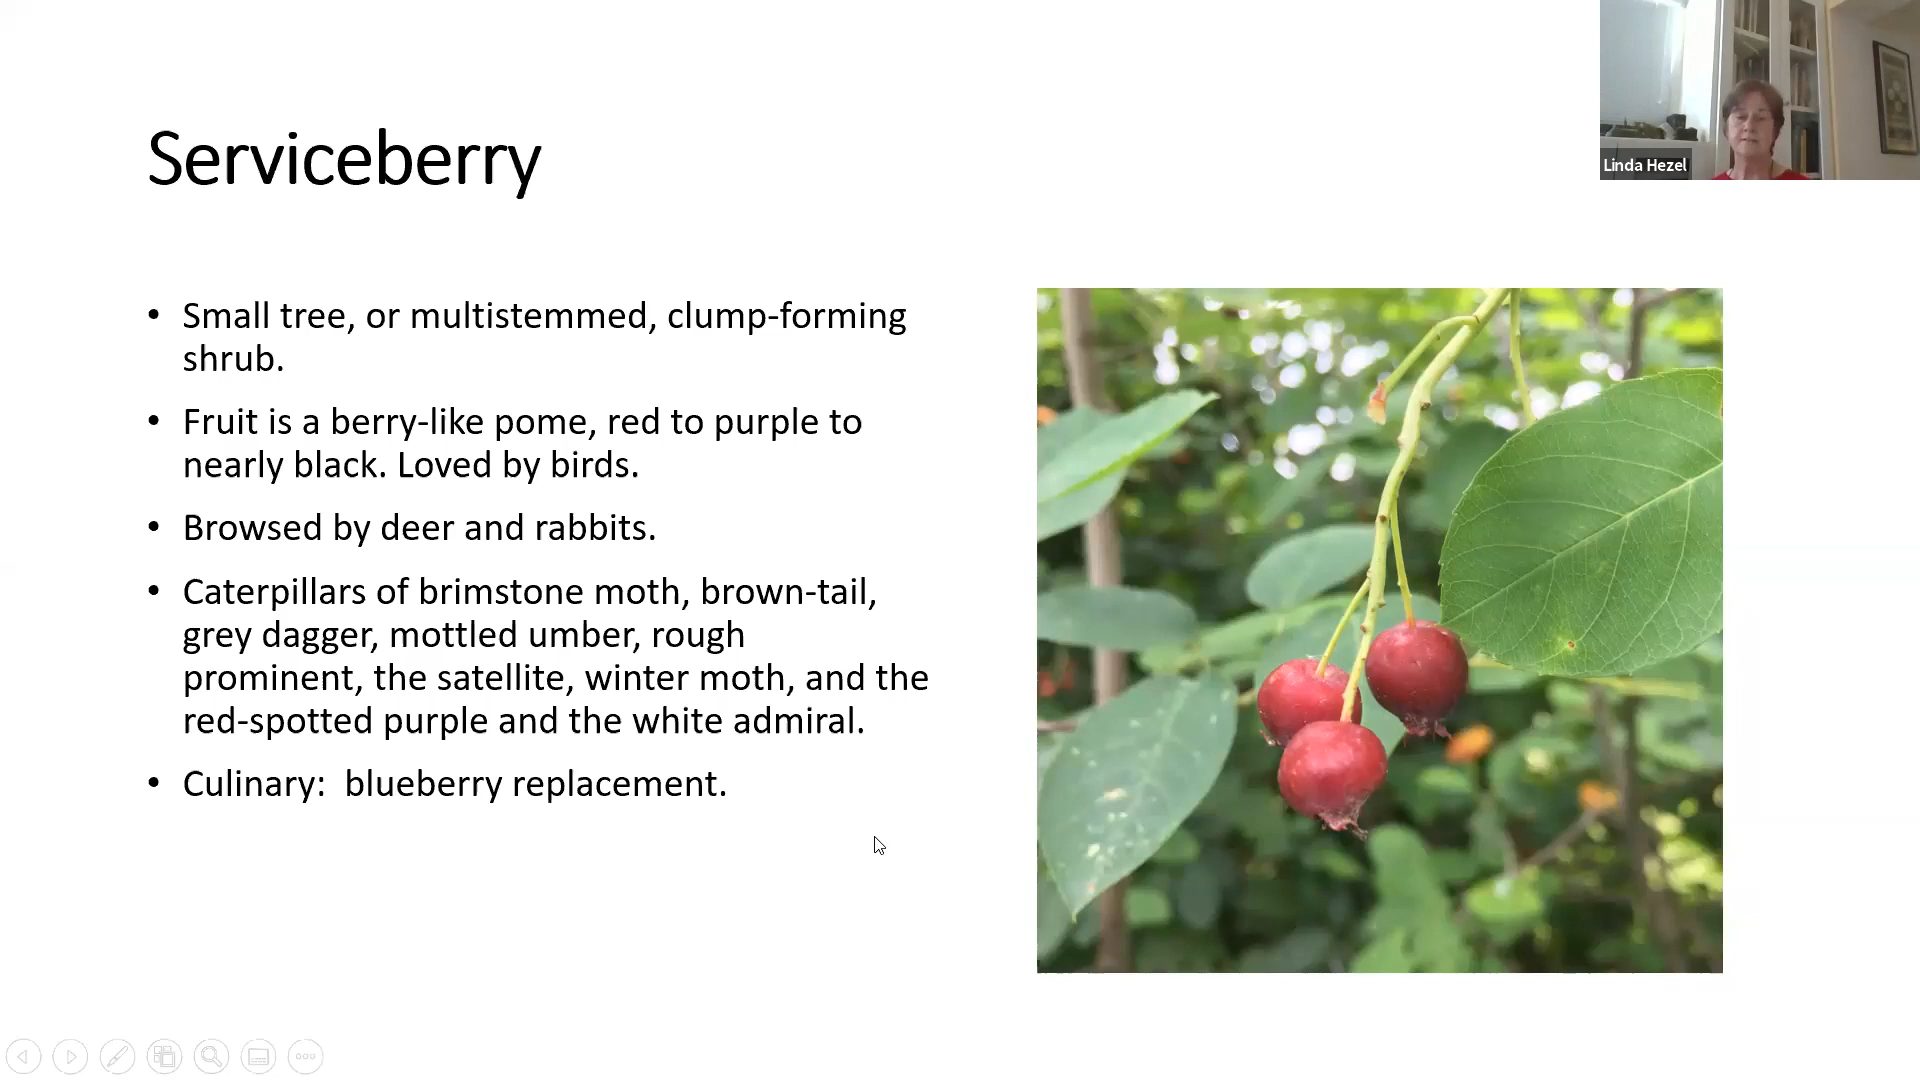 Serviceberry
Linda Hezel
• Small tree, or multistemmed, clump-forming
shrub.
• Fruit is a berry-like pome, red to purple to
nearly black. Loved by birds.
• Browsed by deer and rabbits.
• Caterpillars of brimstone moth, brown-tail,
grey dagger, mottled umber, rough
prominent, the satellite, winter moth, and the
red-spotted purple and the white admiral.
• Culinary:  blueberry replacement.